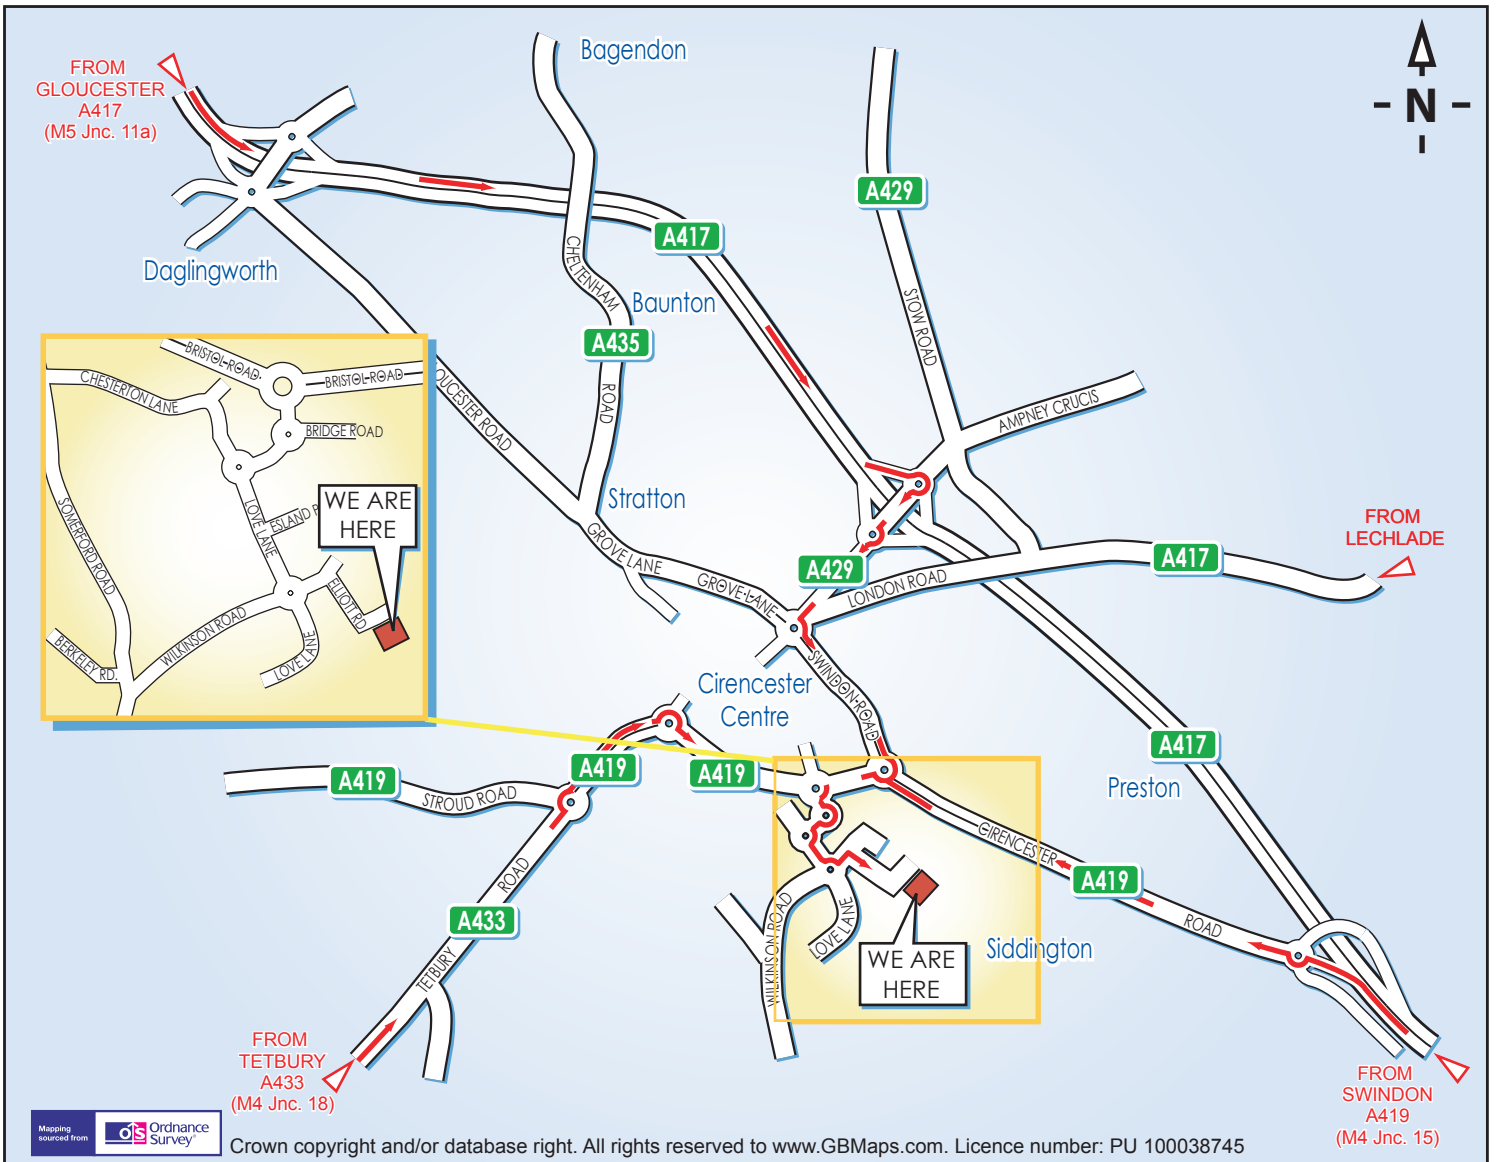 FROM
GLOUCESTER
A417
(M5 Jnc. 11a)
Bagendon
N
A429
A417
Daglingworth
CHELTENHAM
Baunton
A435
ROAD
STOW ROAD
AMPNEY CRUCIS
BRISTOL ROAD
BRISTOL ROAD
CHESTERTON LANE
BRIDGE ROAD
OUCESTER ROAD
WE ARE
HERE
LOVE LANE
ESLAND
SOMERFORD ROAD
ELLIOTT RD
WILKINSON ROAD
BERKELEY RD.
LOVE LANE
Stratton
GROVE LANE
GROVE LANE
A429
LONDON ROAD
A417
FROM
LECHLADE
SWINDON ROAD
Cirencester
Centre
A417
Preston
A419
STROUD ROAD
A419
A419
CIRENCESTER
A419
ROAD
ROAD
A433
TETBURY
WILKINSON ROAD
LOVE LANE
WE ARE
HERE
Siddington
FROM
TETBURY
A433
(M4 Jnc. 18)
FROM
SWINDON
A419
(M4 Jnc. 15)
Mapping
sourced from
OS
Ordnance
Survey®
Crown copyright and/or database right. All rights reserved to www.GBMaps.com. Licence number: PU 100038745